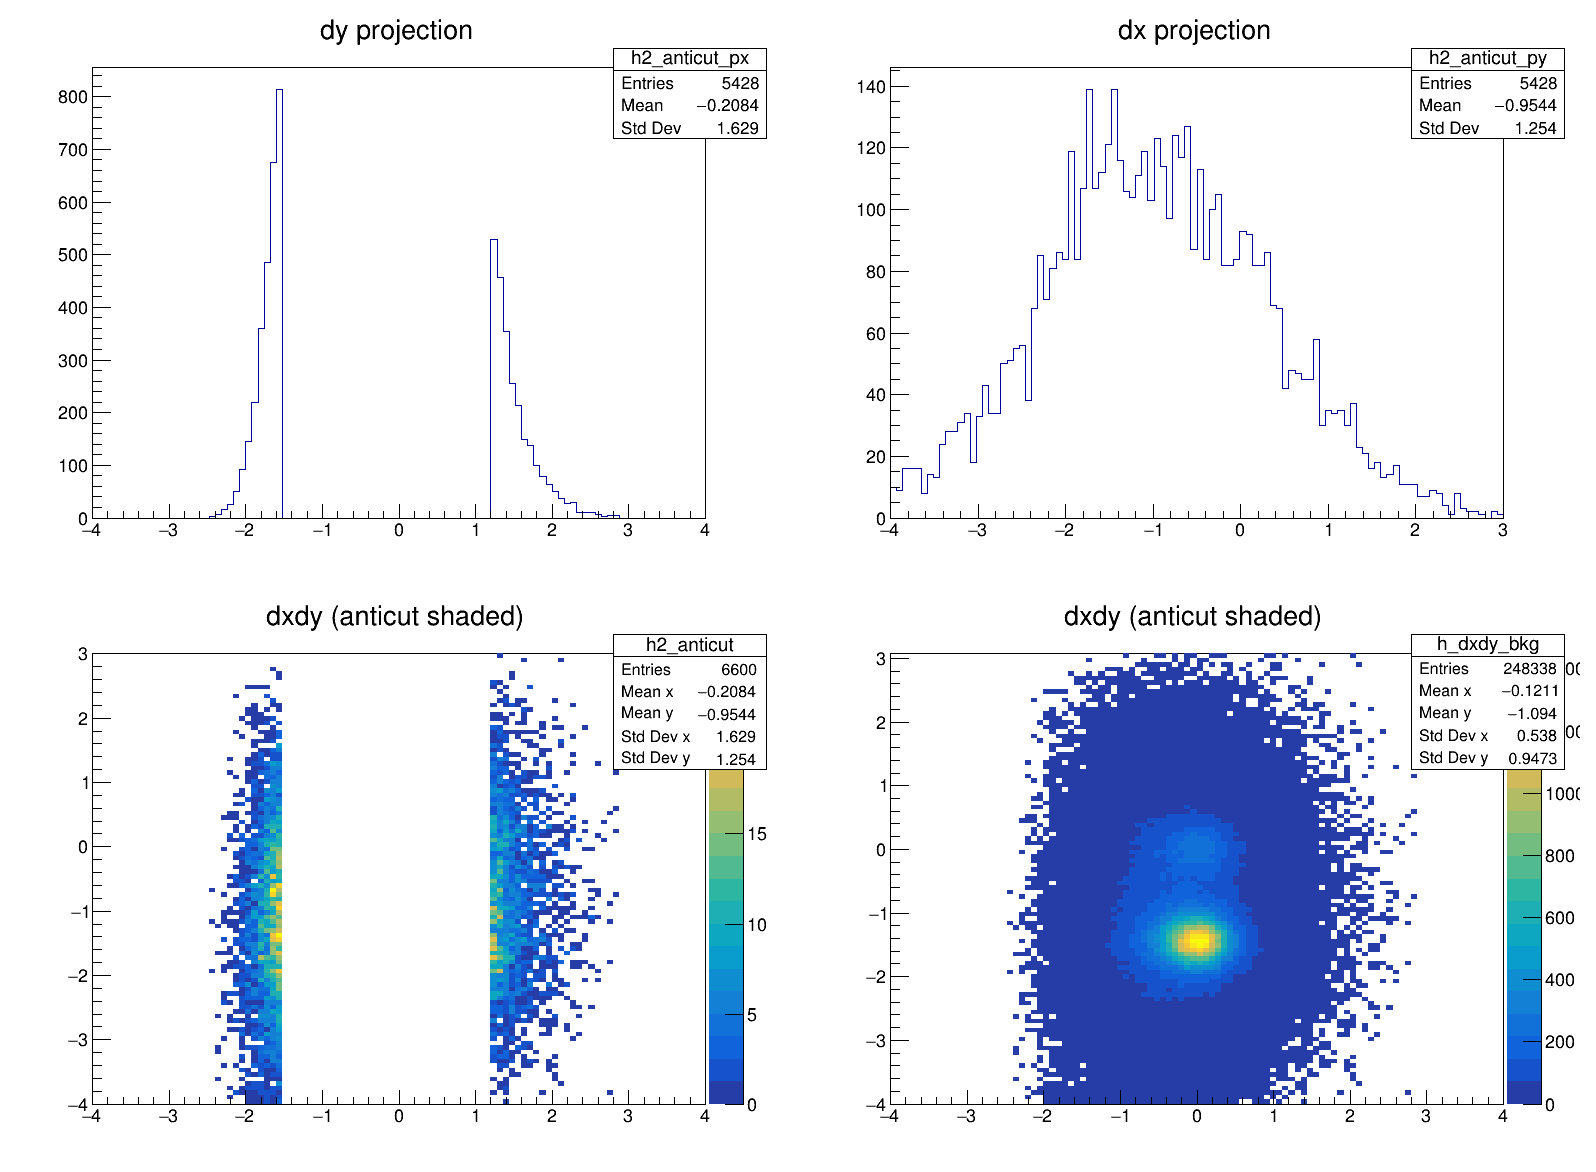 dy projection
h2_anticut_px
Entries 5428
Mean −0.2084
Std Dev 1.629
800
700
600
500
400
300
200
100
0
−4 −3 −2 −1 0 1 2 3 4
dx projection
h2_anticut_py
Entries 5428
Mean −0.9544
Std Dev 1.254
140
120
100
80
60
40
20
0
−4 −3 −2 −1 0 1 2 3
dxdy (anticut shaded)
h2_anticut
Entries 6600
Mean x −0.2084
Mean y −0.9544
Std Dev x 1.629
Std Dev y 1.254
3
2
1
0
−1
−2
−3
−4
−4 −3 −2 −1 0 1 2 3 4
15
10
5
0
dxdy (anticut shaded)
h_dxdy_bkg
Entries 248338
Mean x −0.1211
Mean y −1.094
Std Dev x 0.538
Std Dev y 0.9473
3
2
1
0
−1
−2
−3
−4
−4 −3 −2 −1 0 1 2 3 4
800
600
400
200
0